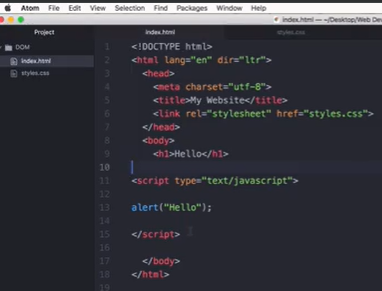 Atom File Edit View Selection Find Packages Window Help
index.html — ~/Desktop/Web Dev
Project index.html styles.css
DOM
index.html
styles.css
1 <!DOCTYPE html>
2 <html lang="en" dir="ltr">
3 <head>
4 <meta charset="utf-8">
5 <title>My Website</title>
6 <link rel="stylesheet" href="styles.css">
7 </head>
8 <body>
9 <h1>Hello</h1>
10
11 <script type="text/javascript">
12
13 alert("Hello");
14
15 </script>
16
17 </body>
18 </html>